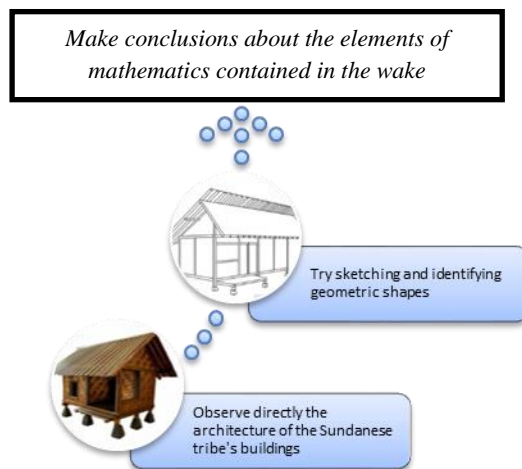 Make conclusions about the elements of
mathematics contained in the wake
Try sketching and identifying
geometric shapes
Observe directly the
architecture of the Sundanese
tribe's buildings